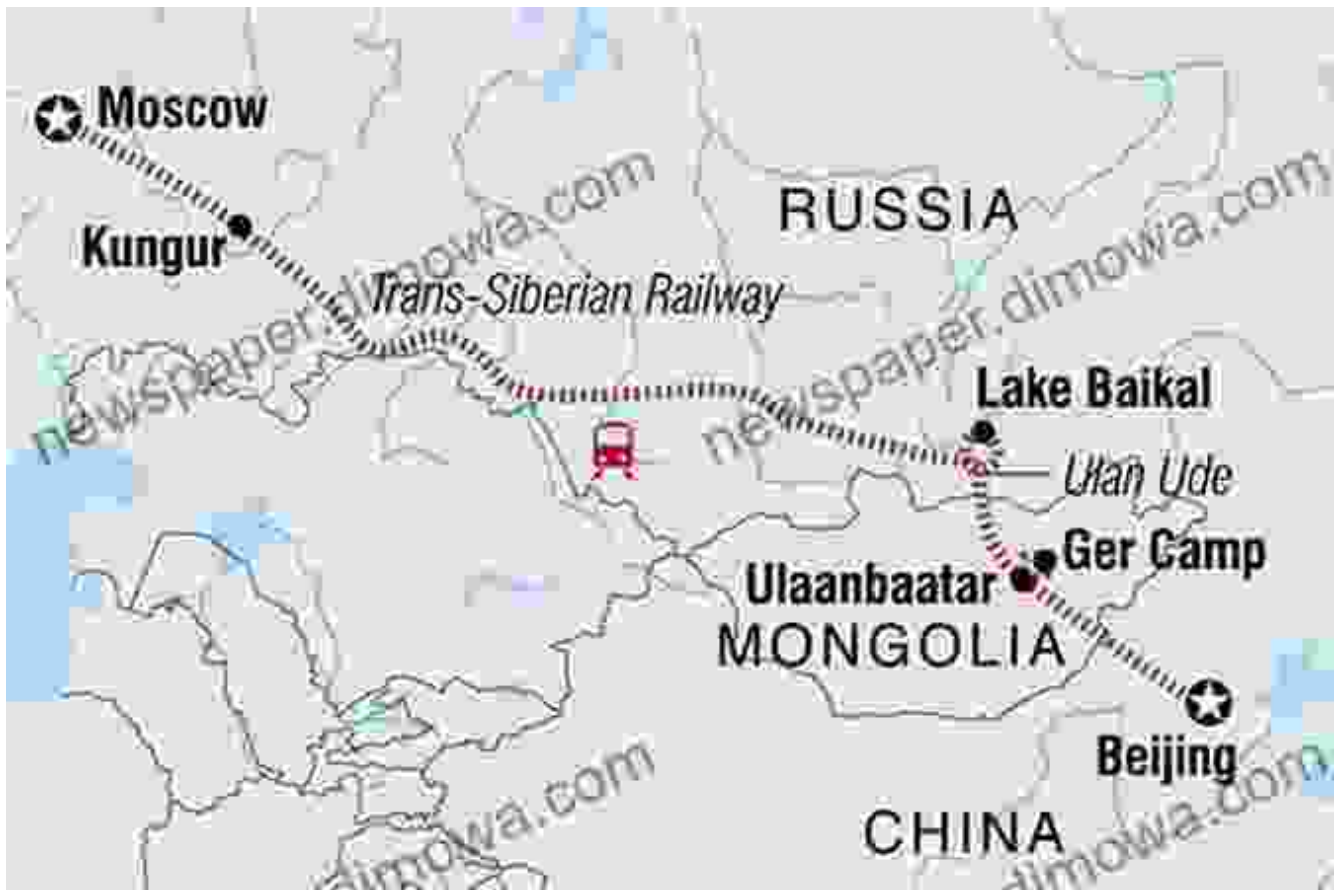 Moscow
newspaper.dimowa.com
RUSSIA
newspaper.dimowa.com
Kungur
Trans-Siberian Railway
Lake Baikal
Ulan Ude
Ger Camp
Ulaanbaatar
MONGOLIA
Beijing
CHINA
dimowa.com
dimowa.com